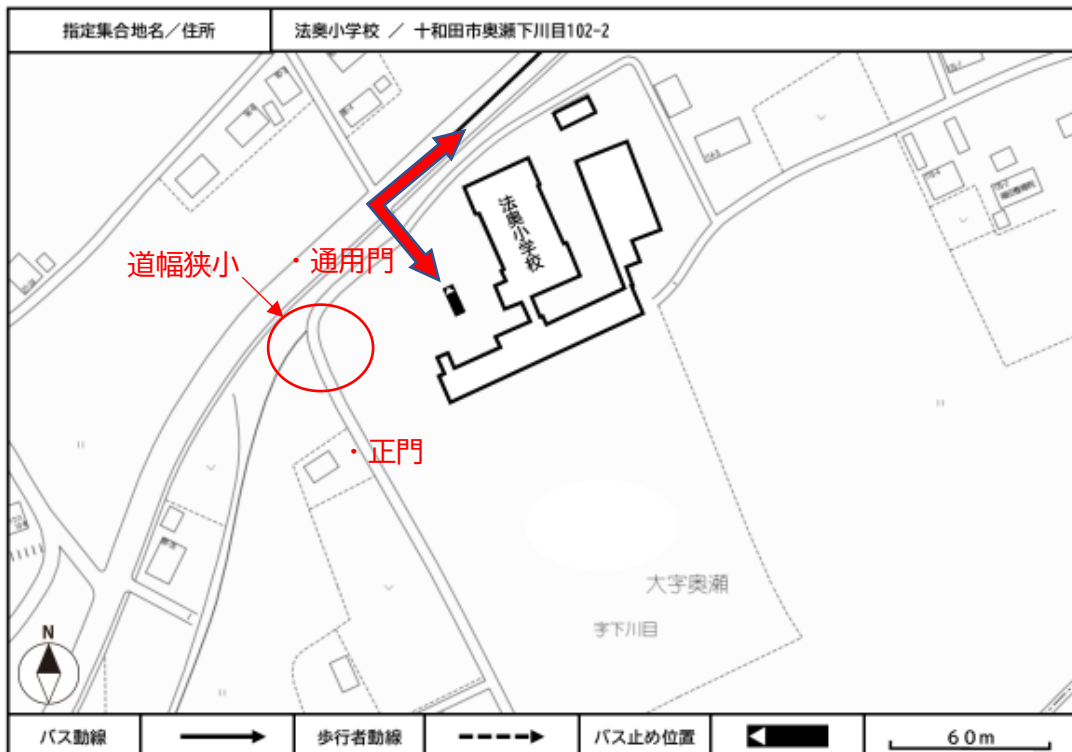 指定集合地名／住所
法奥小学校 ／ 十和田市奥瀬下川目102-2
法奥小学校
道幅狭小
・通用門
・正門
大字奥瀬
字下川目
N
バス動線
歩行者動線
バス止め位置
60m